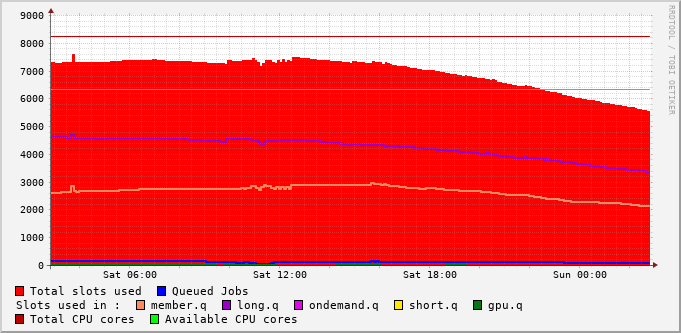 9000
8000
7000
6000
5000
4000
3000
2000
1000
0
Sat 06:00 Sat 12:00 Sat 18:00 Sun 00:00
RRDTOOL / TOBI OETIKER
Total slots used Queued Jobs
Slots used in : member.q long.q ondemand.q short.q gpu.q
Total CPU cores Available CPU cores